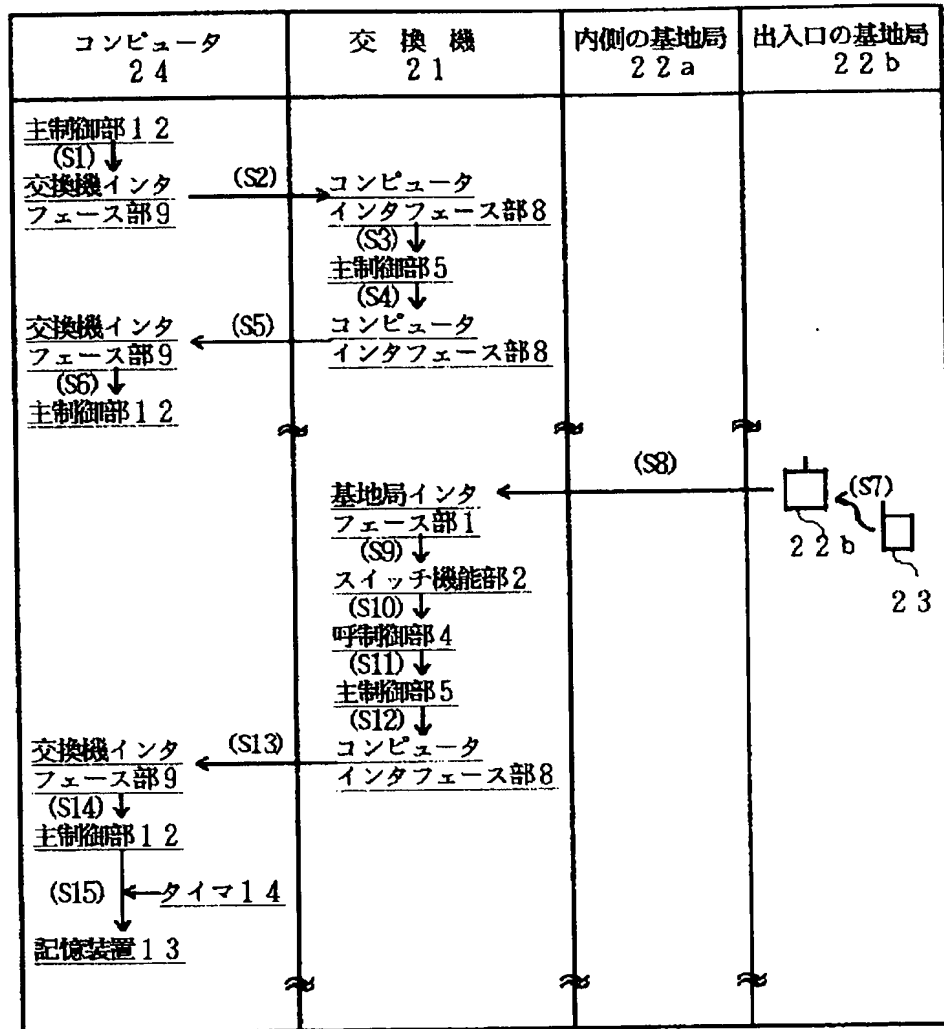 コンピュータ
２４
交 換 機
２１
内側の基地局
２２a
出入口の基地局
２２b
主制御部１２
(S1)
交換機インタ
フェース部９
(S2)
コンピュータ
インタフェース部８
(S3)
主制御部５
(S4)
コンピュータ
インタフェース部８
(S5)
交換機インタ
フェース部９
(S6)
主制御部１２
(S7)
２２b
２３
(S8)
基地局インタ
フェース部１
(S9)
スイッチ機能部２
(S10)
呼制御部４
(S11)
主制御部５
(S12)
コンピュータ
インタフェース部８
(S13)
交換機インタ
フェース部９
(S14)
主制御部１２
(S15)
タイマ１４
記憶装置１３